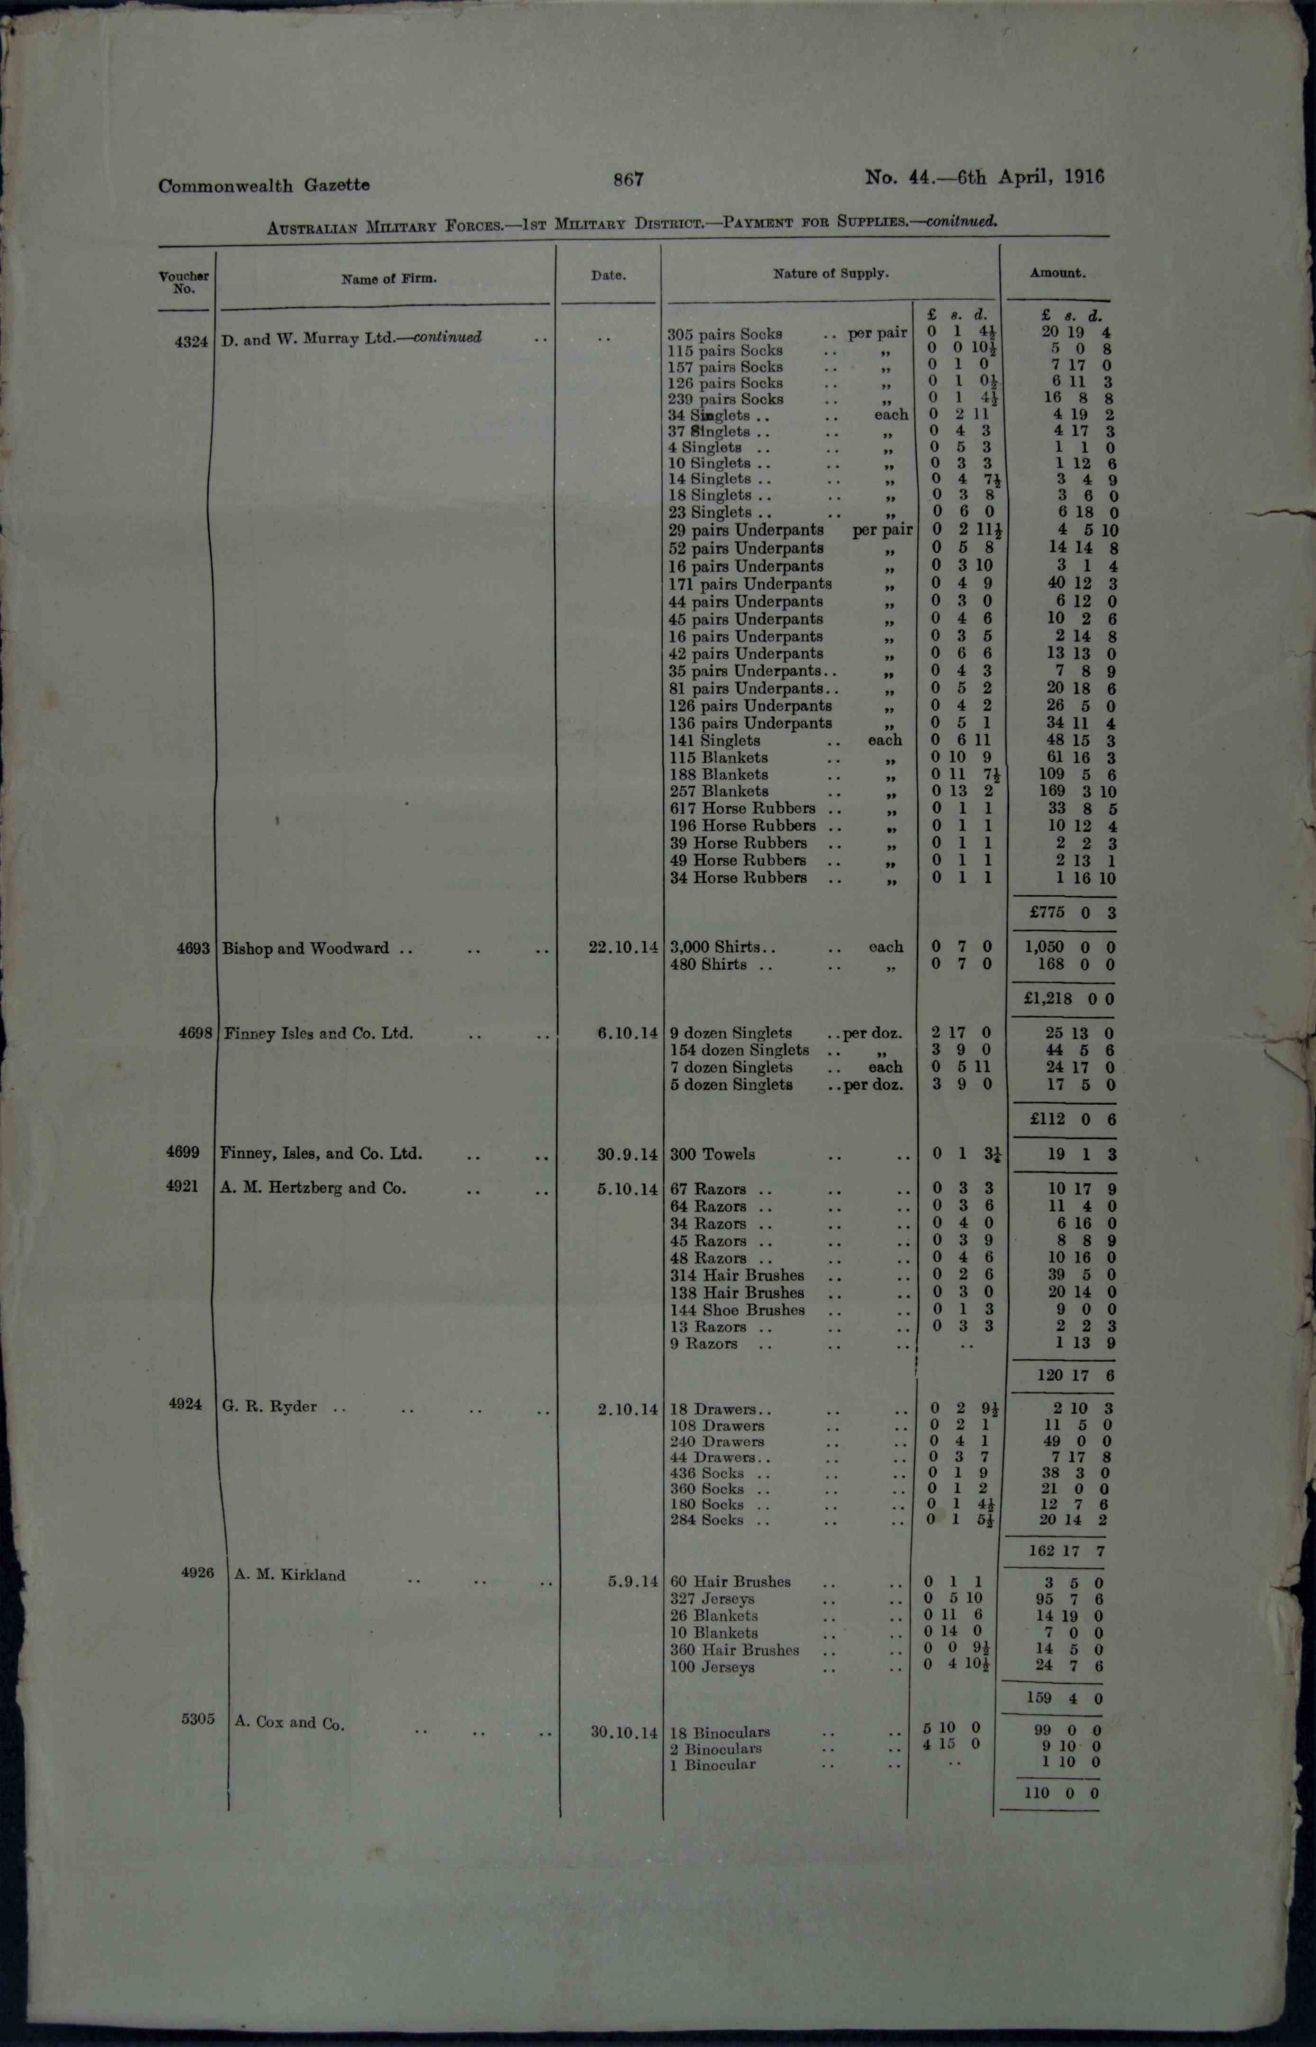 Commonwealth Gazette 867 No. 44.—6th April, 1916
AUSTRALIAN MILITARY FORCES.—1ST MILITARY DISTRICT.—PAYMENT FOR SUPPLIES.—conitnued.
Voucher No. Name of Firm. Date. Nature of Supply. Amount.
£ s. d. £ s. d.
4324 D. and W. Murray Ltd.—continued .. .. 305 pairs Socks .. per pair 0 1 4½ 20 19 4
115 pairs Socks .. „ 0 0 10½ 5 0 8
157 pairs Socks .. „ 0 1 0 7 17 0
126 pairs Socks .. „ 0 1 0½ 6 11 3
239 pairs Socks .. „ 0 1 4½ 16 8 8
34 Singlets .. .. each 0 2 11 4 19 2
37 Singlets .. .. „ 0 4 3 4 17 3
4 Singlets .. .. „ 0 5 3 1 1 0
10 Singlets .. .. „ 0 3 3 1 12 6
14 Singlets .. .. „ 0 4 7½ 3 4 9
18 Singlets .. .. „ 0 3 8 3 6 0
23 Singlets .. .. „ 0 6 0 6 18 0
29 pairs Underpants per pair 0 2 11½ 4 5 10
52 pairs Underpants „ 0 5 8 14 14 8
16 pairs Underpants „ 0 3 10 3 1 4
171 pairs Underpants „ 0 4 9 40 12 3
44 pairs Underpants „ 0 3 0 6 12 0
45 pairs Underpants „ 0 4 6 10 2 6
16 pairs Underpants „ 0 3 5 2 14 8
42 pairs Underpants „ 0 6 6 13 13 0
35 pairs Underpants.. „ 0 4 3 7 8 9
81 pairs Underpants.. „ 0 5 2 20 18 6
126 pairs Underpants „ 0 4 2 26 5 0
136 pairs Underpants „ 0 5 1 34 11 4
141 Singlets .. each 0 6 11 48 15 3
115 Blankets .. „ 0 10 9 61 16 3
188 Blankets .. „ 0 11 7½ 109 5 6
257 Blankets .. „ 0 13 2 169 3 10
617 Horse Rubbers .. „ 0 1 1 33 8 5
196 Horse Rubbers .. „ 0 1 1 10 12 4
39 Horse Rubbers .. „ 0 1 1 2 2 3
49 Horse Rubbers .. „ 0 1 1 2 13 1
34 Horse Rubbers .. „ 0 1 1 1 16 10
£775 0 3
4693 Bishop and Woodward .. .. .. 22.10.14 3,000 Shirts.. .. each 0 7 0 1,050 0 0
480 Shirts .. .. „ 0 7 0 168 0 0
£1,218 0 0
4698 Finney Isles and Co. Ltd. .. .. 6.10.14 9 dozen Singlets .. per doz. 2 17 0 25 13 0
154 dozen Singlets .. „ 3 9 0 44 5 6
7 dozen Singlets .. each 0 5 11 24 17 0
5 dozen Singlets .. per doz. 3 9 0 17 5 0
£112 0 6
4699 Finney, Isles, and Co. Ltd. .. .. 30.9.14 300 Towels .. .. 0 1 3¼ 19 1 3
4921 A. M. Hertzberg and Co. .. .. 5.10.14 67 Razors .. .. .. 0 3 3 10 17 9
64 Razors .. .. .. 0 3 6 11 4 0
34 Razors .. .. .. 0 4 0 6 16 0
45 Razors .. .. .. 0 3 9 8 8 9
48 Razors .. .. .. 0 4 6 10 16 0
314 Hair Brushes .. .. 0 2 6 39 5 0
138 Hair Brushes .. .. 0 3 0 20 14 0
144 Shoe Brushes .. .. 0 1 3 9 0 0
13 Razors .. .. .. 0 3 3 2 2 3
9 Razors .. .. .. .. 1 13 9
120 17 6
4924 G. R. Ryder .. .. .. .. 2.10.14 18 Drawers.. .. .. 0 2 9½ 2 10 3
108 Drawers .. .. 0 2 1 11 5 0
240 Drawers .. .. 0 4 1 49 0 0
44 Drawers.. .. .. 0 3 7 7 17 8
436 Socks .. .. .. 0 1 9 38 3 0
360 Socks .. .. .. 0 1 2 21 0 0
180 Socks .. .. .. 0 1 4½ 12 7 6
284 Socks .. .. .. 0 1 5½ 20 14 2
162 17 7
4926 A. M. Kirkland .. .. .. 5.9.14 60 Hair Brushes .. .. 0 1 1 3 5 0
327 Jerseys .. .. 0 5 10 95 7 6
26 Blankets .. .. 0 11 6 14 19 0
10 Blankets .. .. 0 14 0 7 0 0
360 Hair Brushes .. .. 0 0 9½ 14 5 0
100 Jerseys .. .. 0 4 10½ 24 7 6
159 4 0
5305 A. Cox and Co. .. .. .. 30.10.14 18 Binoculars .. .. 5 10 0 99 0 0
2 Binoculars .. .. 4 15 0 9 10 0
1 Binocular .. .. .. 1 10 0
110 0 0